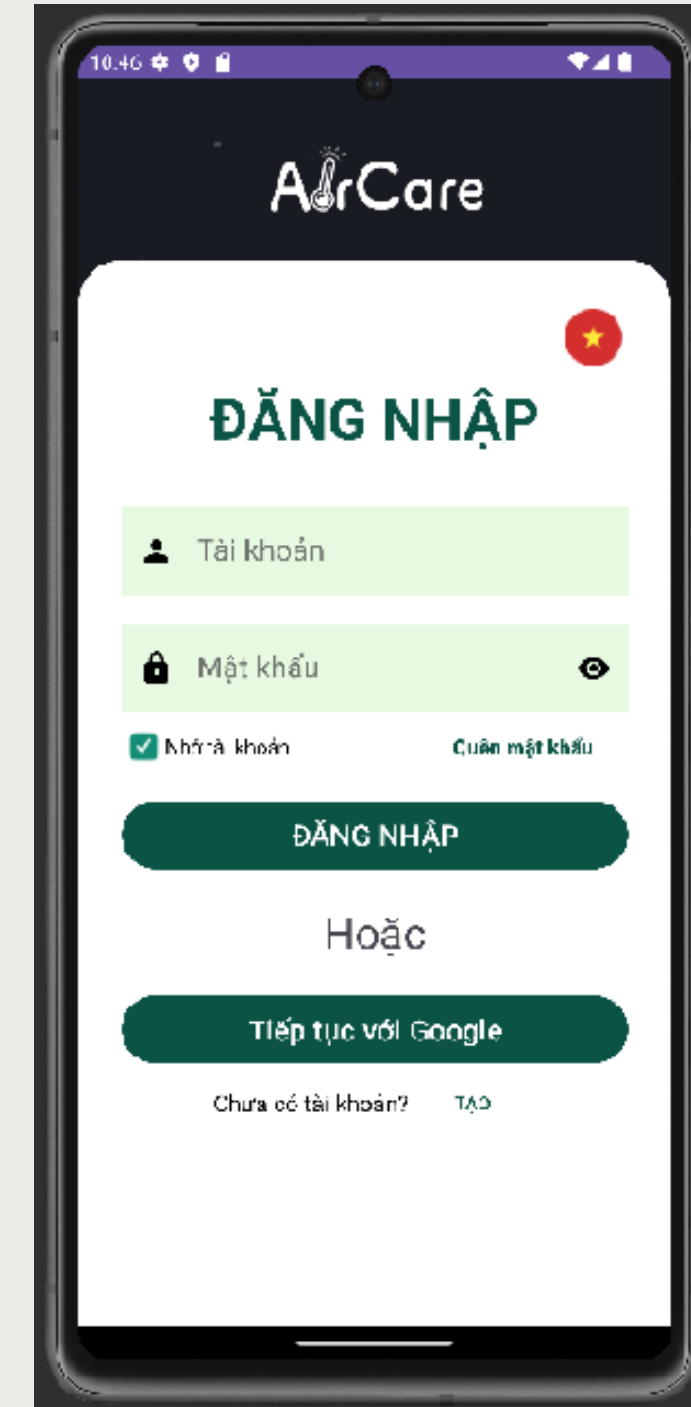 10:46
AirCare
ĐĂNG NHẬP
Tài khoản
Mật khẩu
Nhớ tài khoản
Quên mật khẩu
ĐĂNG NHẬP
Hoặc
Tiếp tục với Google
Chưa có tài khoản? TẠO